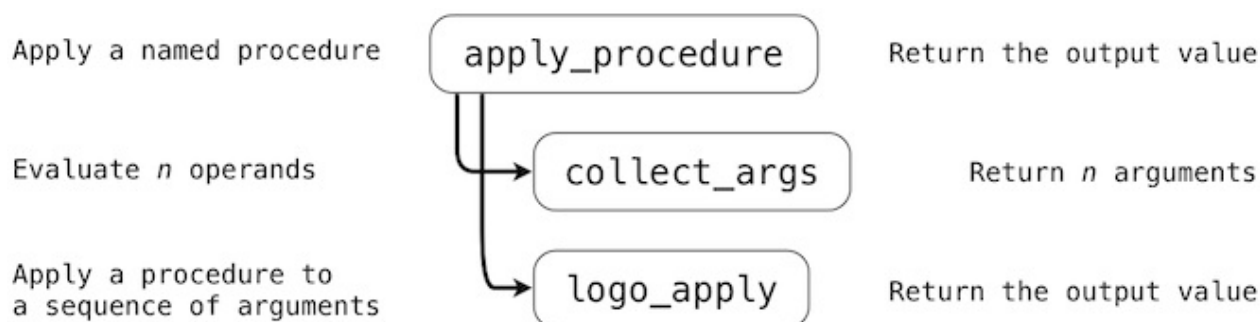 Apply a named procedure
apply_procedure
Return the output value
Evaluate n operands
collect_args
Return n arguments
Apply a procedure to
a sequence of arguments
logo_apply
Return the output value